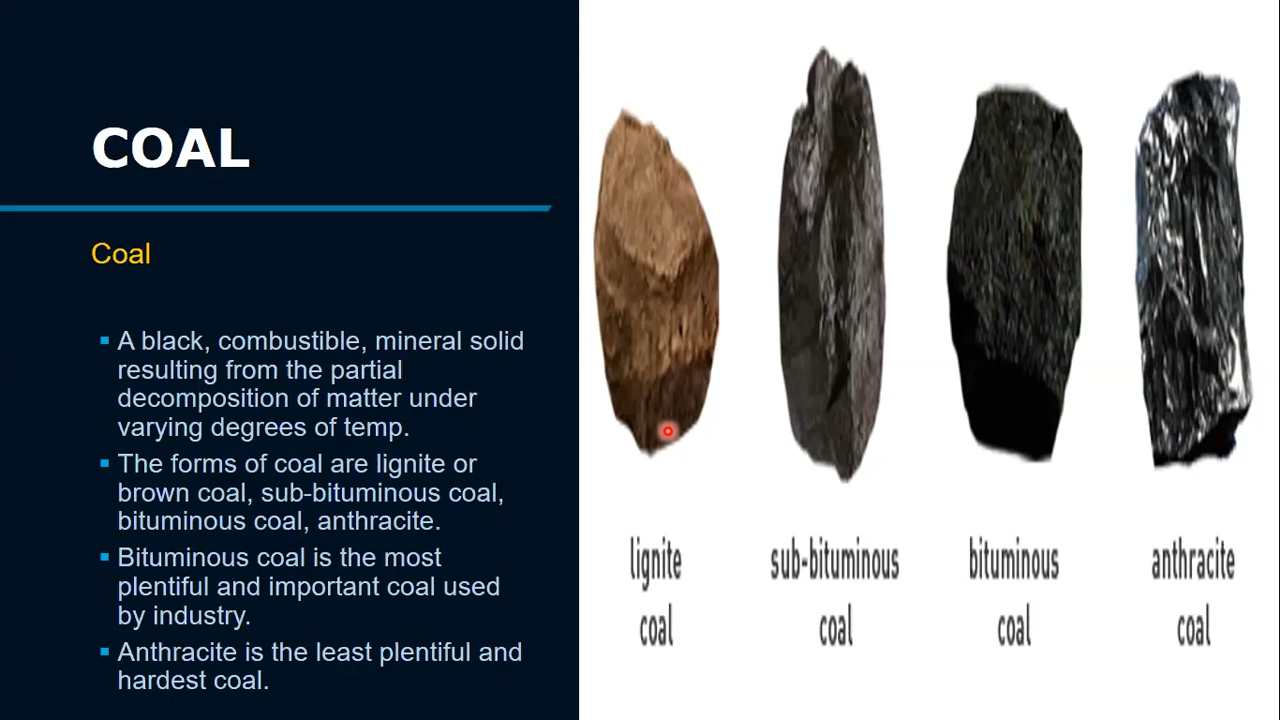 COAL
Coal
▪ A black, combustible, mineral solid
resulting from the partial
decomposition of matter under
varying degrees of temp.
▪ The forms of coal are lignite or
brown coal, sub-bituminous coal,
bituminous coal, anthracite.
▪ Bituminous coal is the most
plentiful and important coal used
by industry.
▪ Anthracite is the least plentiful and
hardest coal.
lignite
coal
sub-bituminous
coal
bituminous
coal
anthracite
coal